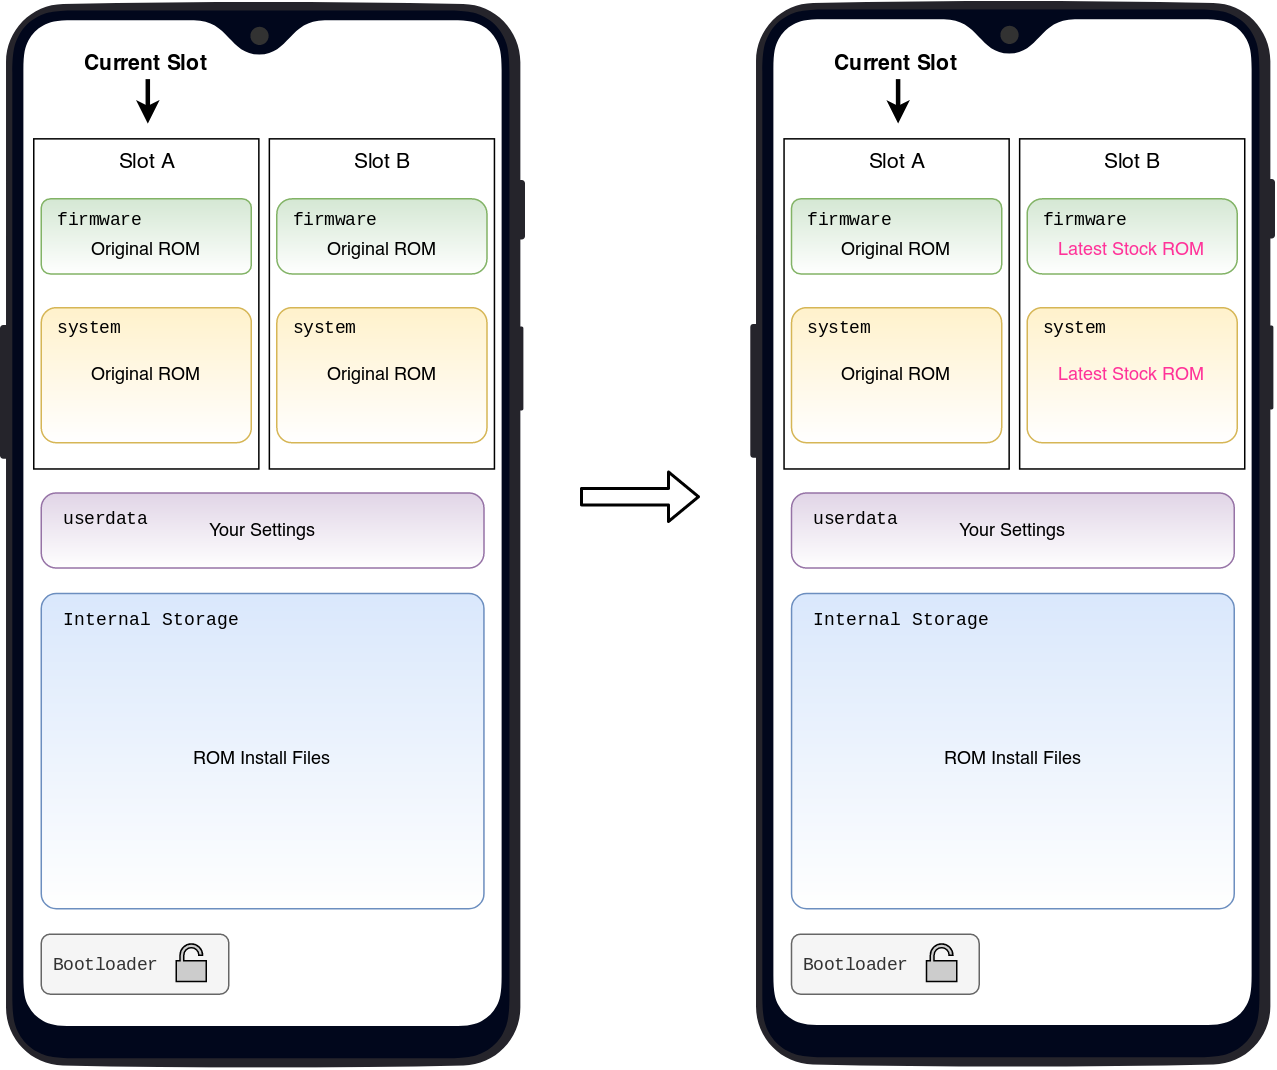 Current Slot
Slot A
Slot B
firmware
Original ROM
firmware
Original ROM
system
Original ROM
system
Original ROM
userdata
Your Settings
Internal Storage
ROM Install Files
Bootloader
Current Slot
Slot A
Slot B
firmware
Original ROM
firmware
Latest Stock ROM
system
Original ROM
system
Latest Stock ROM
userdata
Your Settings
Internal Storage
ROM Install Files
Bootloader